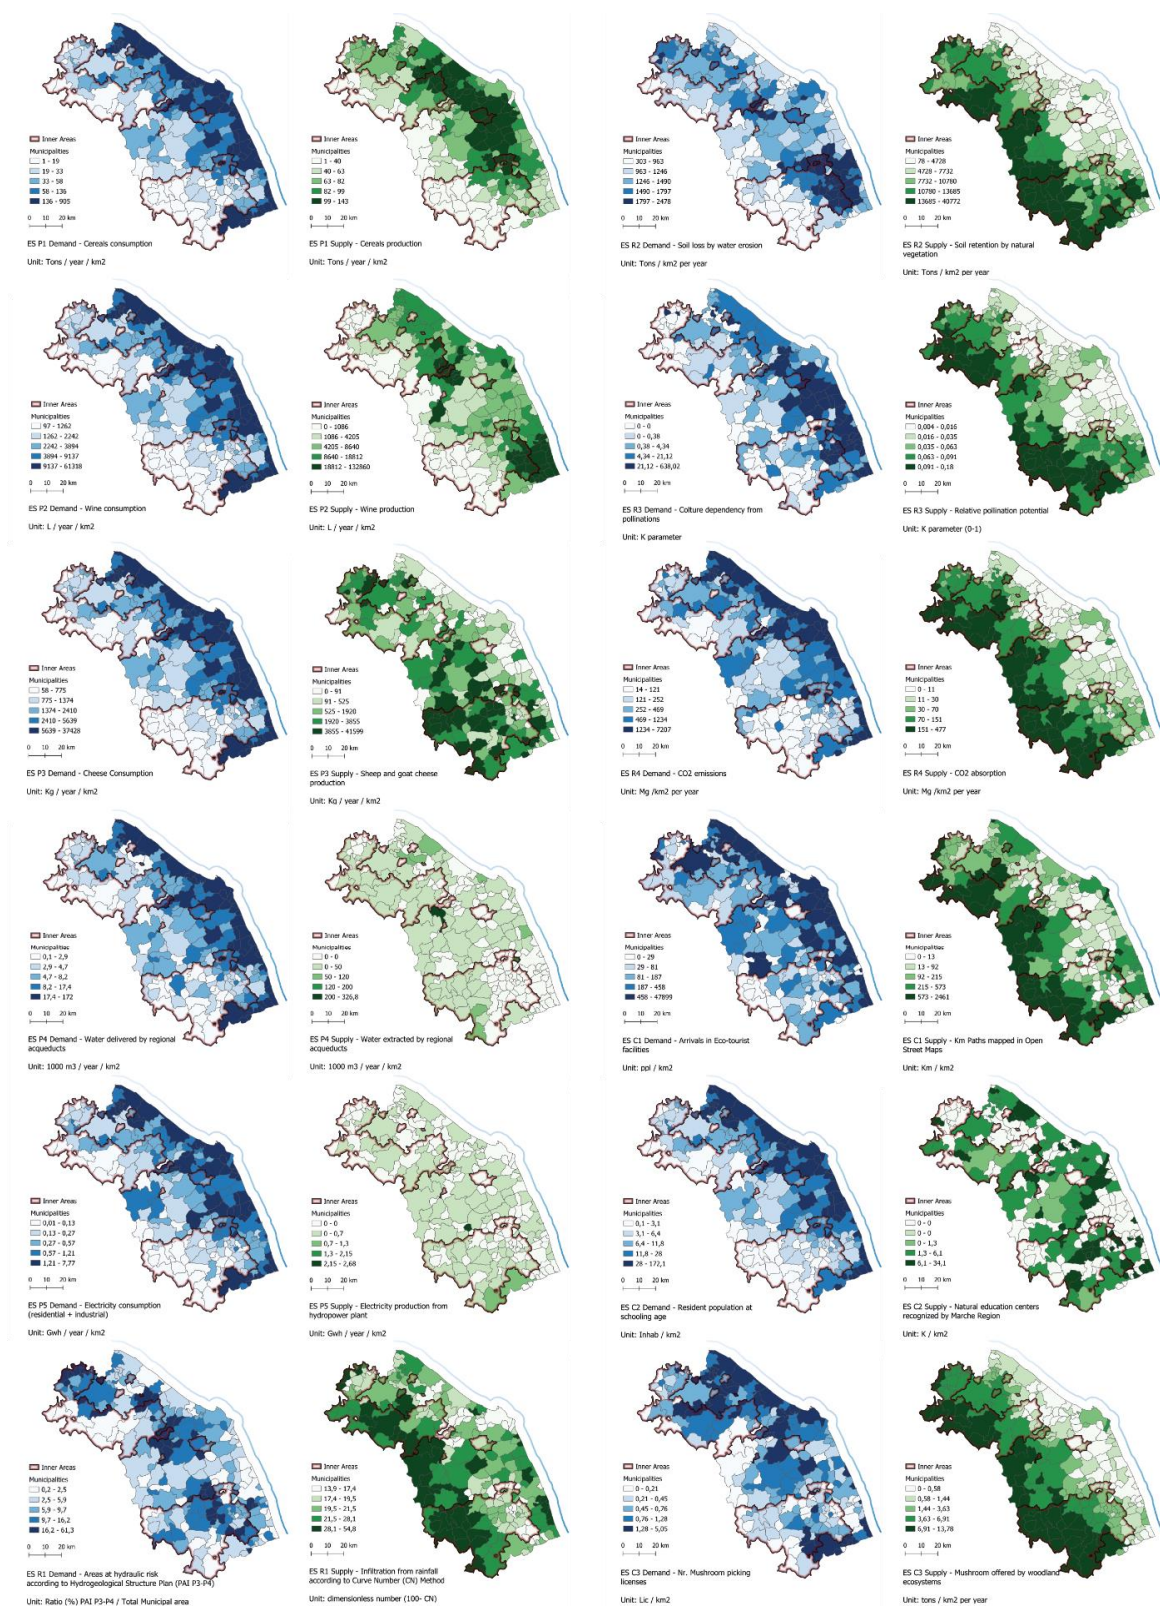 Inner Areas
Municipalities
1 - 19
19 - 33
33 - 58
58 - 136
136 - 905
0 10 20 km
ES P1 Demand - Cereals consumption
Unit: Tons / year / km2
Inner Areas
Municipalities
1 - 40
40 - 63
63 - 82
82 - 99
99 - 143
0 10 20 km
ES P1 Supply - Cereals production
Unit: Tons / year / km2
Inner Areas
Municipalities
303 - 963
963 - 1246
1246 - 1490
1490 - 1797
1797 - 2478
0 10 20 km
ES R2 Demand - Soil loss by water erosion
Unit: Tons / km2 per year
Inner Areas
Municipalities
78 - 4728
4728 - 7732
7732 - 10780
10780 - 13685
13685 - 40772
0 10 20 km
ES R2 Supply - Soil retention by natural
vegetation
Unit: Tons / km2 per year
Inner Areas
Municipalities
97 - 1262
1262 - 2242
2242 - 3894
3894 - 9137
9137 - 61318
0 10 20 km
ES P2 Demand - Wine consumption
Unit: L / year / km2
Inner Areas
Municipalities
0 - 1086
1086 - 4205
4205 - 8640
8640 - 18812
18812 - 132860
0 10 20 km
ES P2 Supply - Wine production
Unit: L / year / km2
Inner Areas
Municipalities
0 - 0
0 - 0,38
0,38 - 4,34
4,34 - 21,12
21,12 - 638,02
0 10 20 km
ES R3 Demand - Colture dependency from
pollinations
Unit: K parameter
Inner Areas
Municipalities
0,004 - 0,016
0,016 - 0,035
0,035 - 0,063
0,063 - 0,091
0,091 - 0,18
0 10 20 km
ES R3 Supply - Relative pollination potential
Unit: K parameter (0-1)
Inner Areas
Municipalities
58 - 775
775 - 1374
1374 - 2410
2410 - 5639
5639 - 37428
0 10 20 km
ES P3 Demand - Cheese Consumption
Unit: Kg / year / km2
Inner Areas
Municipalities
0 - 91
91 - 525
525 - 1920
1920 - 3855
3855 - 41599
0 10 20 km
ES P3 Supply - Sheep and goat cheese
production
Unit: Kg / year / km2
Inner Areas
Municipalities
14 - 121
121 - 252
252 - 469
469 - 1234
1234 - 7207
0 10 20 km
ES R4 Demand - CO2 emissions
Unit: Mg /km2 per year
Inner Areas
Municipalities
0 - 11
11 - 30
30 - 70
70 - 151
151 - 477
0 10 20 km
ES R4 Supply - CO2 absorption
Unit: Mg /km2 per year
Inner Areas
Municipalities
0,1 - 2,9
2,9 - 4,7
4,7 - 8,2
8,2 - 17,4
17,4 - 172
0 10 20 km
ES P4 Demand - Water delivered by regional
acqueducts
Unit: 1000 m3 / year / km2
Inner Areas
Municipalities
0 - 0
0 - 50
50 - 120
120 - 200
200 - 326,8
0 10 20 km
ES P4 Supply - Water extracted by regional
acqueducts
Unit: 1000 m3 / year / km2
Inner Areas
Municipalities
0 - 29
29 - 81
81 - 187
187 - 458
458 - 47899
0 10 20 km
ES C1 Demand - Arrivals in Eco-tourist
facilities
Unit: ppl / km2
Inner Areas
Municipalities
0 - 13
13 - 92
92 - 215
215 - 573
573 - 2461
0 10 20 km
ES C1 Supply - Km Paths mapped in Open
Street Maps
Unit: Km / km2
Inner Areas
Municipalities
0,01 - 0,13
0,13 - 0,27
0,27 - 0,57
0,57 - 1,21
1,21 - 7,77
0 10 20 km
ES P5 Demand - Electricity consumption
(residential + industrial)
Unit: Gwh / year / km2
Inner Areas
Municipalities
0 - 0
0 - 0,7
0,7 - 1,3
1,3 - 2,15
2,15 - 2,68
0 10 20 km
ES P5 Supply - Electricity production from
hydropower plant
Unit: Gwh / year / km2
Inner Areas
Municipalities
0,1 - 3,1
3,1 - 6,4
6,4 - 11,8
11,8 - 28
28 - 172,1
0 10 20 km
ES C2 Demand - Resident population at
schooling age
Unit: Inhab / km2
Inner Areas
Municipalities
0 - 0
0 - 0
0 - 1,3
1,3 - 6,1
6,1 - 34,1
0 10 20 km
ES C2 Supply - Natural education centers
recognized by Marche Region
Unit: K / km2
Inner Areas
Municipalities
0,2 - 2,5
2,5 - 5,9
5,9 - 9,7
9,7 - 16,2
16,2 - 61,3
0 10 20 km
ES R1 Demand - Areas at hydraulic risk
according to Hydrogeological Structure Plan (PAI P3-P4)
Unit: Ratio (%) PAI P3-P4 / Total Municipal area
Inner Areas
Municipalities
13,9 - 17,4
17,4 - 19,5
19,5 - 21,5
21,5 - 28,1
28,1 - 54,8
0 10 20 km
ES R1 Supply - Infiltration from rainfall
according to Curve Number (CN) Method
Unit: dimensionless number (100- CN)
Inner Areas
Municipalities
0 - 0,21
0,21 - 0,45
0,45 - 0,76
0,76 - 1,28
1,28 - 5,05
0 10 20 km
ES C3 Demand - Nr. Mushroom picking
licenses
Unit: Lic / km2
Inner Areas
Municipalities
0 - 0,58
0,58 - 1,44
1,44 - 3,63
3,63 - 6,91
6,91 - 13,78
0 10 20 km
ES C3 Supply - Mushroom offered by woodland
ecosystems
Unit: tons / km2 per year